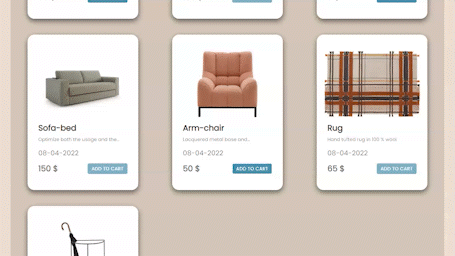 Sofa-bed
Optimize both the usage and the...
08-04-2022
150 $
ADD TO CART
Arm-chair
Lacquered metal base and...
08-04-2022
50 $
ADD TO CART
Rug
Hand tufted rug in 100 % wool
08-04-2022
65 $
ADD TO CART